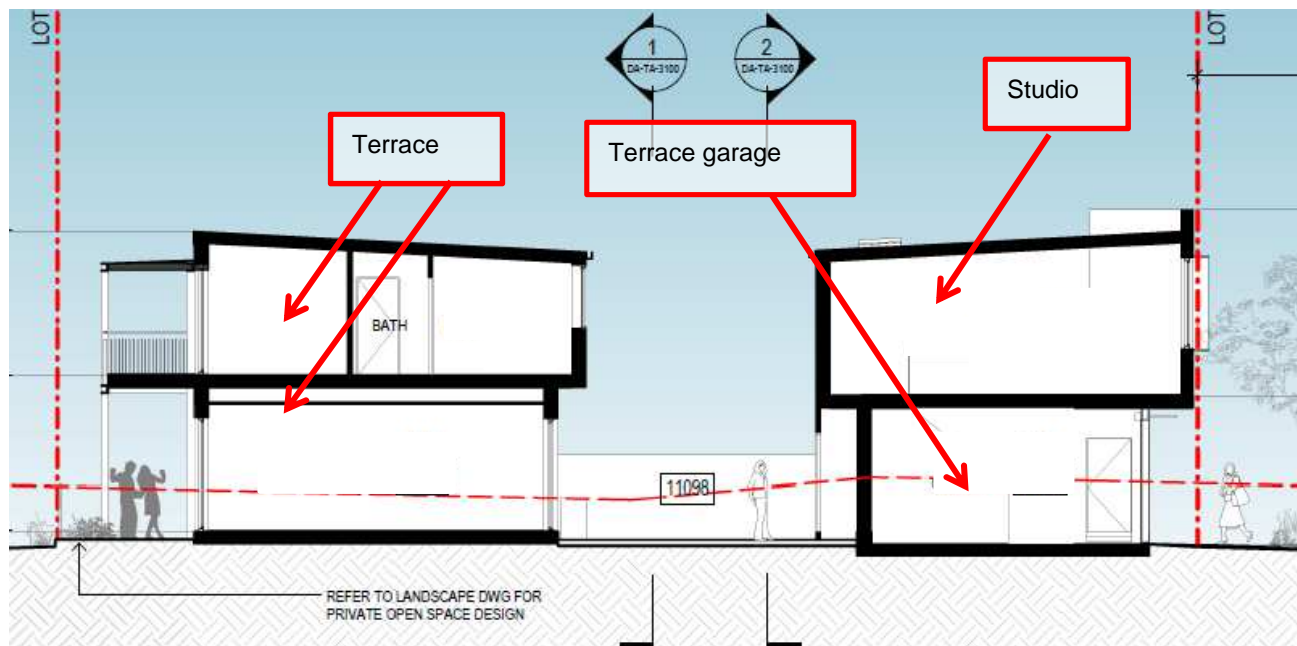 LOT
1
DA-TA-3100
2
DA-TA-3100
LOT
Studio
Terrace
Terrace garage
BATH
11098
REFER TO LANDSCAPE DWG FOR
PRIVATE OPEN SPACE DESIGN